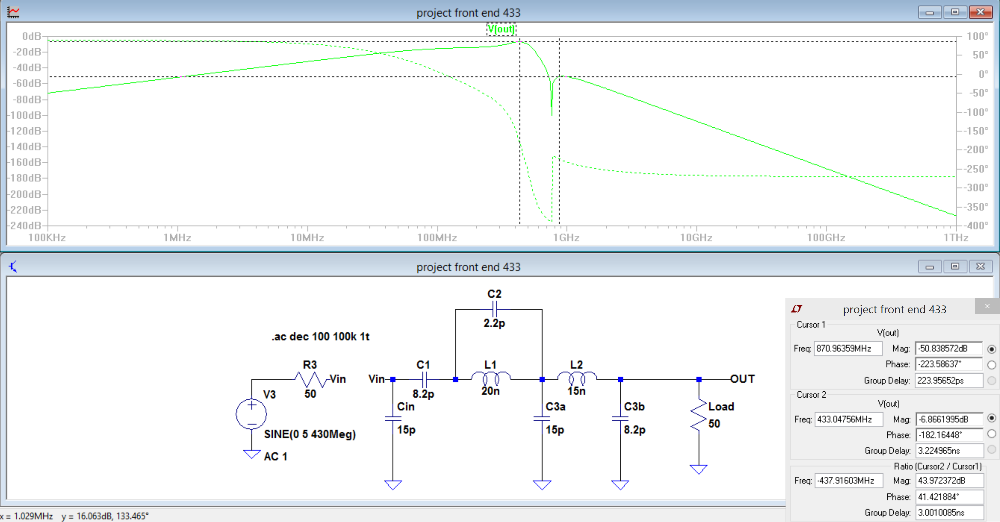 project front end 433
V(out)
0dB
-20dB
-40dB
-60dB
-80dB
-100dB
-120dB
-140dB
-160dB
-180dB
-200dB
-220dB
-240dB
100°
50°
0°
-50°
-100°
-150°
-200°
-250°
-300°
-350°
-400°
100KHz 1MHz 10MHz 100MHz 1GHz 10GHz 100GHz 1THz
project front end 433
C2
2.2p
.ac dec 100 100k 1t
R3
Vin
50
V3
SINE(0 5 430Meg)
AC 1
Vin
C1
8.2p
L1
20n
L2
15n
OUT
Cin
15p
C3a
15p
C3b
8.2p
Load
50
project front end 433
Cursor 1
V(out)
Freq: 870.96359MHz Mag: -50.838572dB
Phase: -223.58637°
Group Delay: 223.95652ps
Cursor 2
V(out)
Freq: 433.04756MHz Mag: -6.8661995dB
Phase: -182.16448°
Group Delay: 3.224965ns
Ratio (Cursor2 / Cursor1)
Freq: -437.91603MHz Mag: 43.972372dB
Phase: 41.421884°
Group Delay: 3.0010085ns
x = 1.029MHz y = 16.063dB, 133.465°